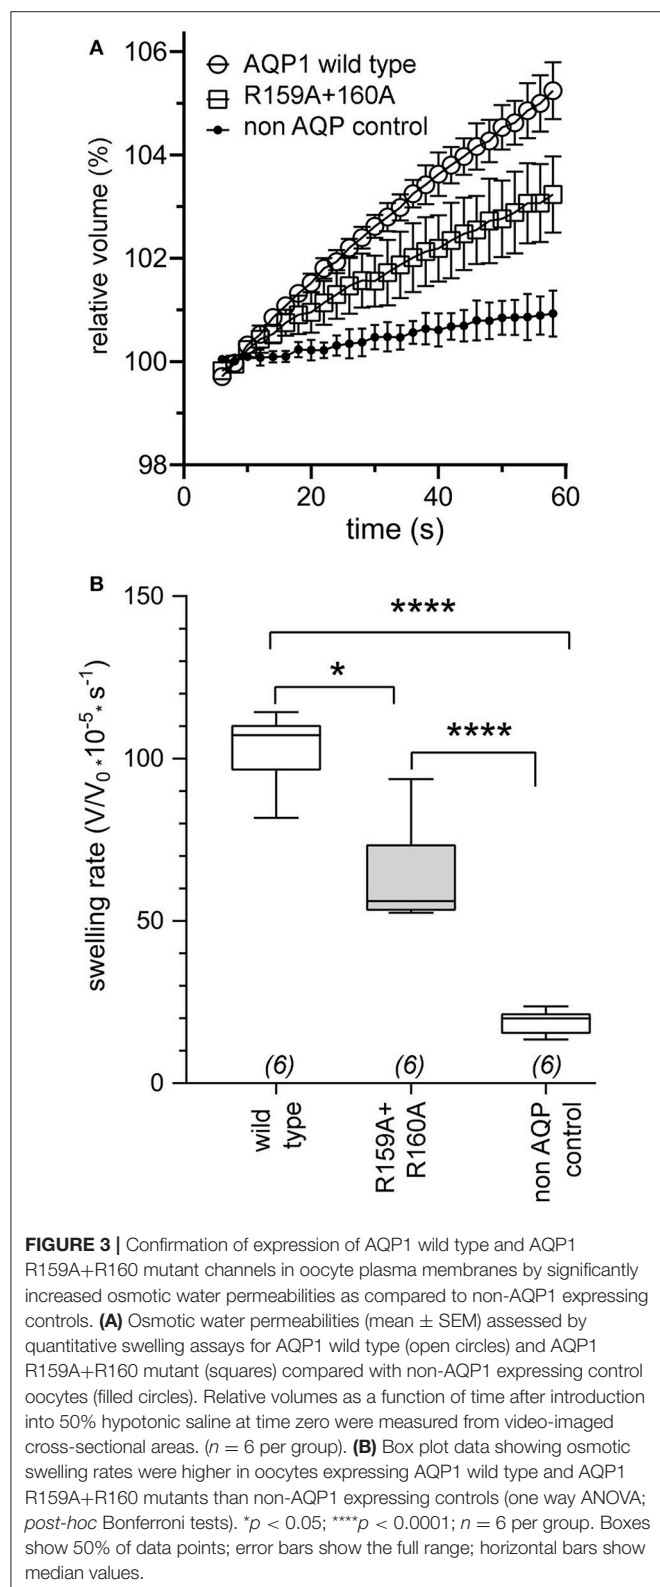 A
106
104
102
100
98
relative volume (%)
AQP1 wild type
R159A+160A
non AQP control
0
20
40
60
time (s)
B
150
100
50
0
swelling rate (V/V0*10-5*s-1)
****
*
****
(6)
(6)
(6)
wild
type
R159A+
R160A
non AQP
control
FIGURE 3 | Confirmation of expression of AQP1 wild type and AQP1
R159A+R160 mutant channels in oocyte plasma membranes by significantly
increased osmotic water permeabilities as compared to non-AQP1 expressing
controls. (A) Osmotic water permeabilities (mean ± SEM) assessed by
quantitative swelling assays for AQP1 wild type (open circles) and AQP1
R159A+R160 mutant (squares) compared with non-AQP1 expressing control
oocytes (filled circles). Relative volumes as a function of time after introduction
into 50% hypotonic saline at time zero were measured from video-imaged
cross-sectional areas. (n = 6 per group). (B) Box plot data showing osmotic
swelling rates were higher in oocytes expressing AQP1 wild type and AQP1
R159A+R160 mutants than non-AQP1 expressing controls (one way ANOVA;
post-hoc Bonferroni tests). *p < 0.05; ****p < 0.0001; n = 6 per group. Boxes
show 50% of data points; error bars show the full range; horizontal bars show
median values.